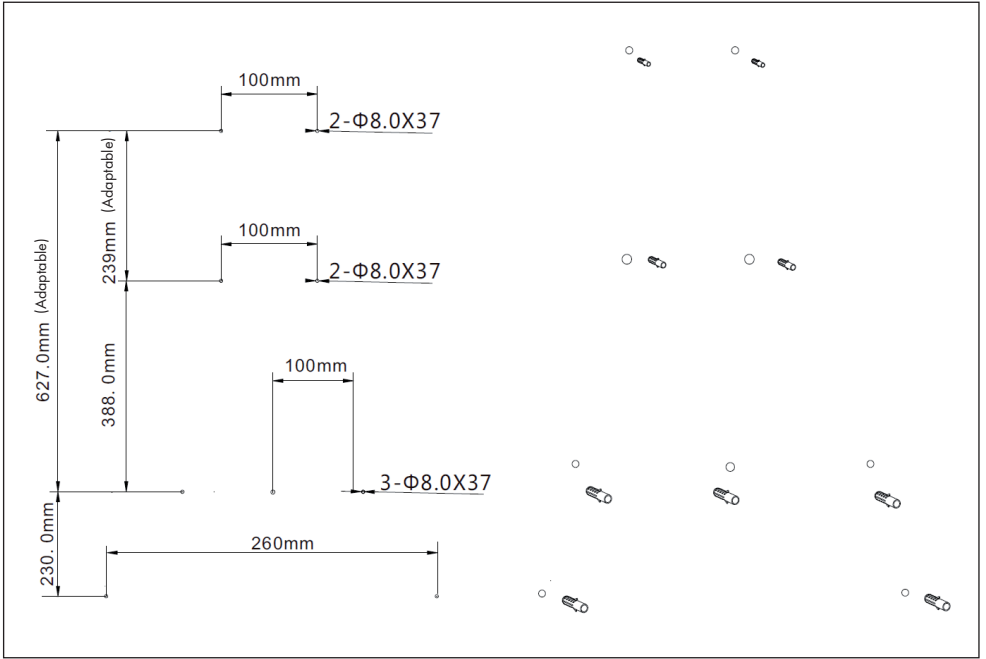 100mm
2-Φ8.0X37
239mm (Adaptable)
627.0mm (Adaptable)
100mm
2-Φ8.0X37
388. 0mm
100mm
3-Φ8.0X37
230. 0mm
260mm